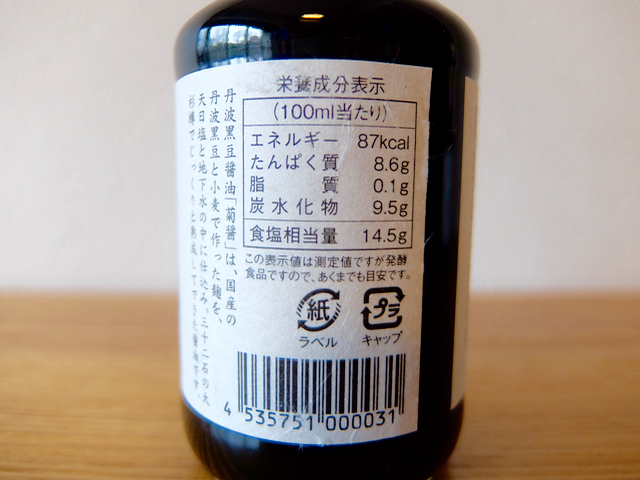 栄養成分表示
(100ml当たり)
エネルギー 87kcal
たんぱく質 8.6g
脂質 0.1g
炭水化物 9.5g
食塩相当量 14.5g
この表示値は測定値ですが発酵
食品ですので、あくまでも目安です。
紙
ラベル
プラ
キャップ
4 535751 000031
丹波黒豆醤油「菊醤」は、国産の
丹波黒豆と小麦で作った麹を、
天日塩と地下水の中に仕込み、三十二石の大
杉樽でじっくりと熟成してできた醤油です。